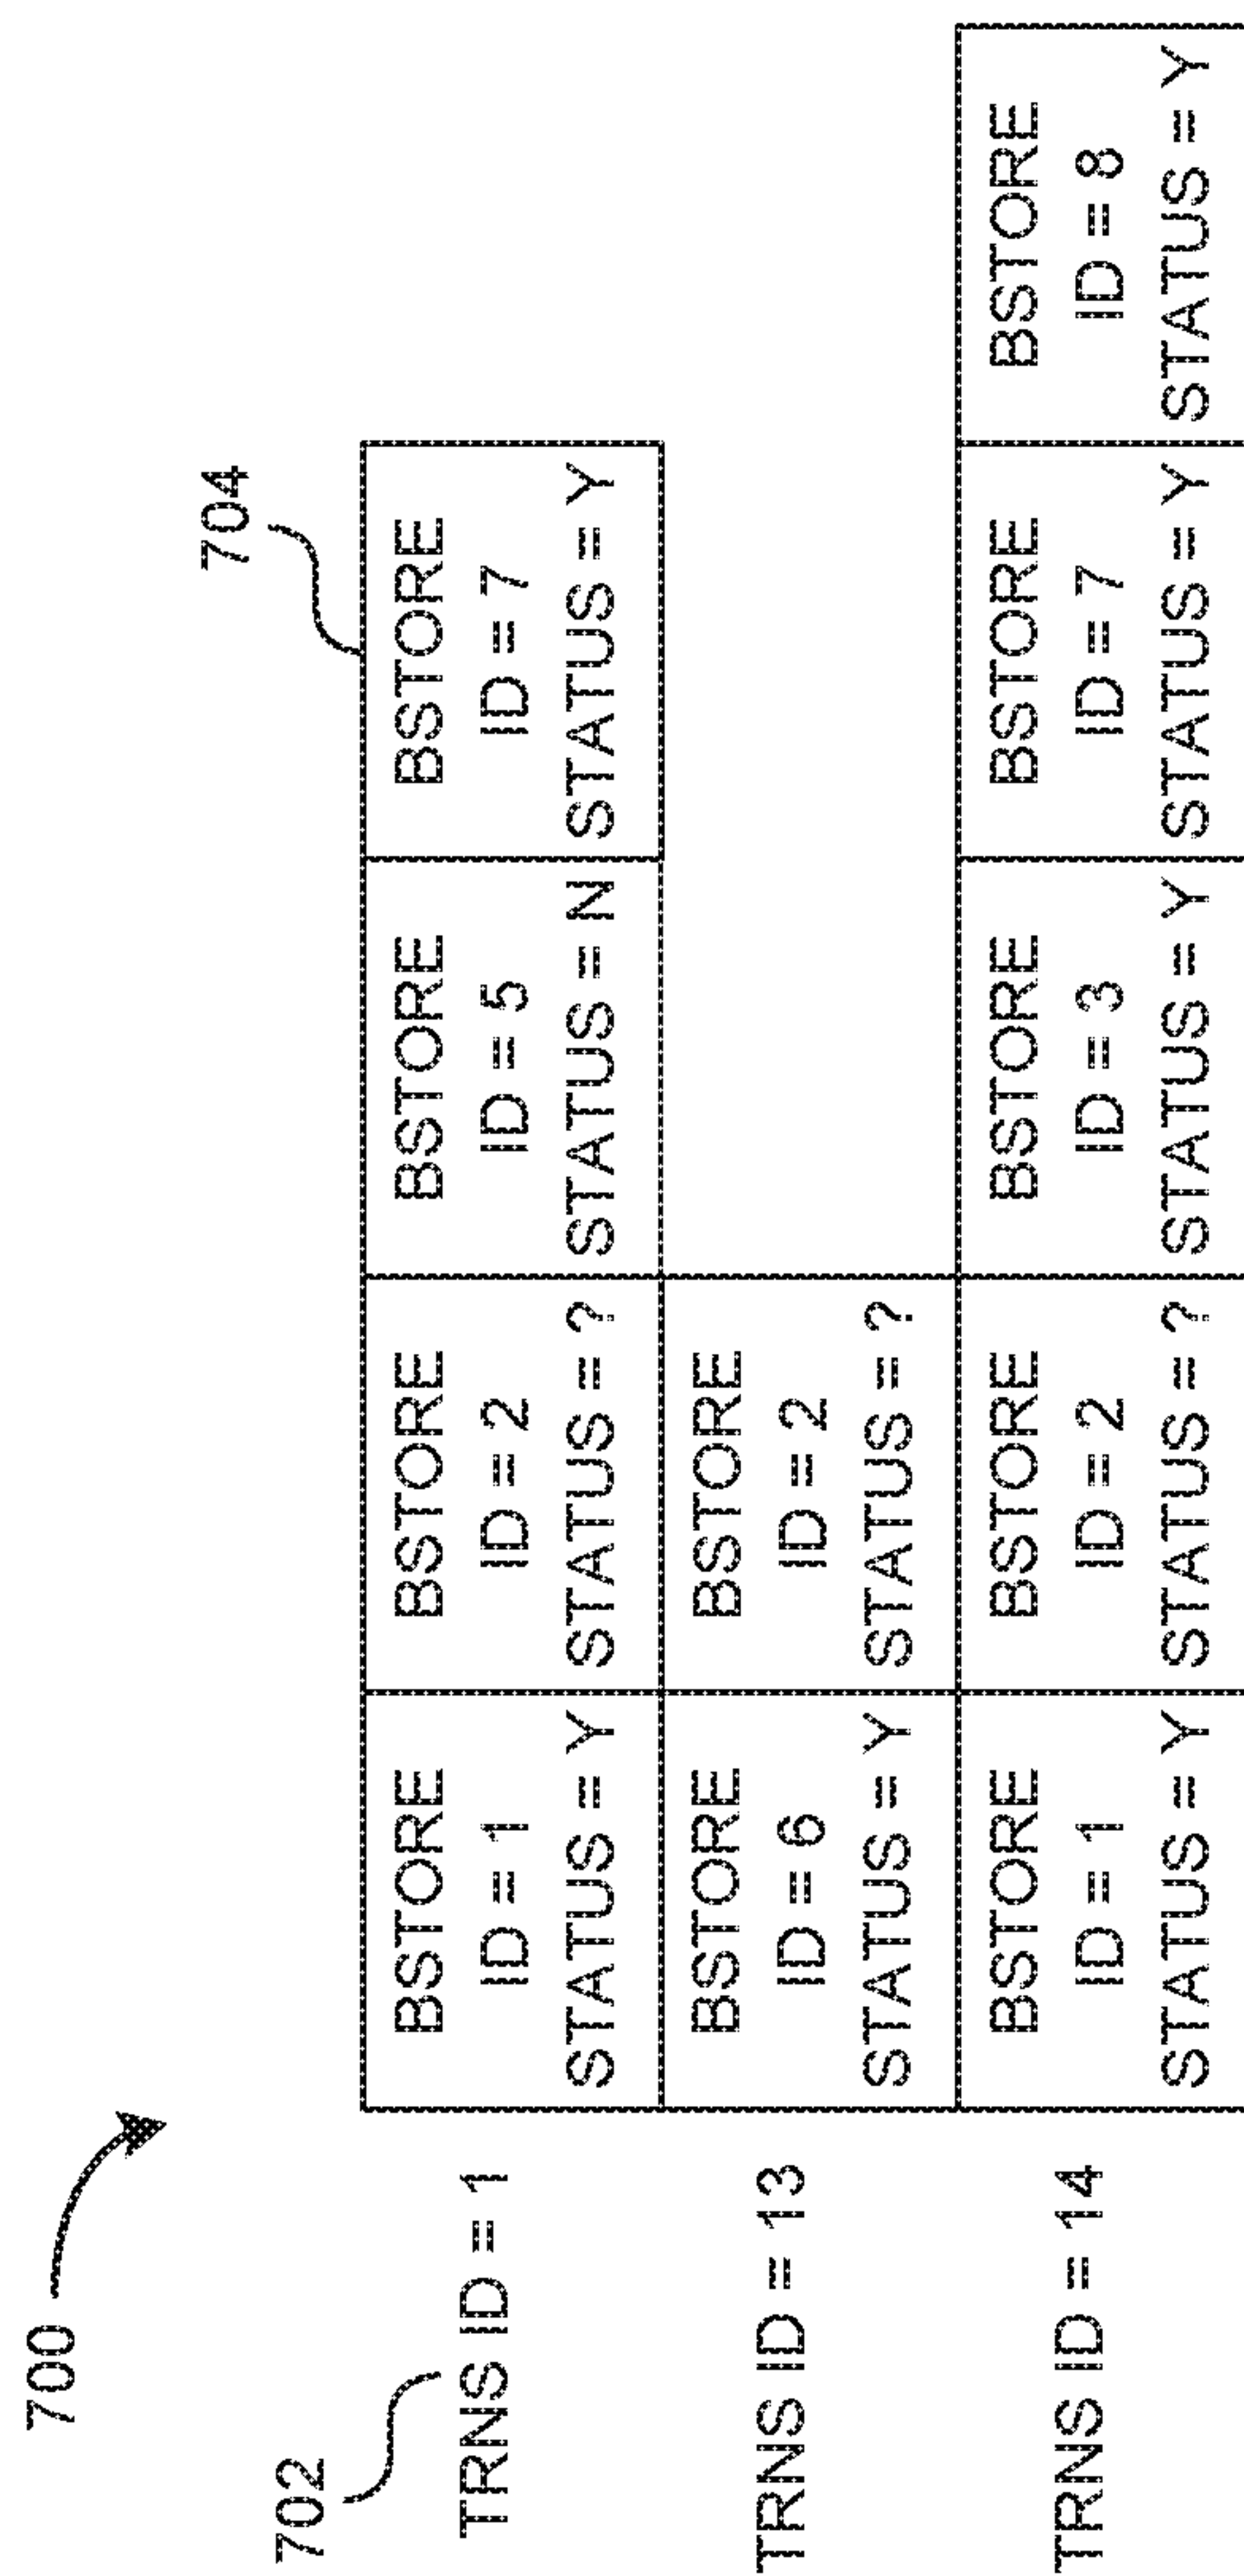 700
702
704
TRNS ID = 1
BSTORE
ID = 1
STATUS = Y
BSTORE
ID = 2
STATUS = ?
BSTORE
ID = 5
STATUS = N
BSTORE
ID = 7
STATUS = Y
TRNS ID = 13
BSTORE
ID = 6
STATUS = Y
BSTORE
ID = 2
STATUS = ?
TRNS ID = 14
BSTORE
ID = 1
STATUS = Y
BSTORE
ID = 2
STATUS = ?
BSTORE
ID = 3
STATUS = Y
BSTORE
ID = 7
STATUS = Y
BSTORE
ID = 8
STATUS = Y